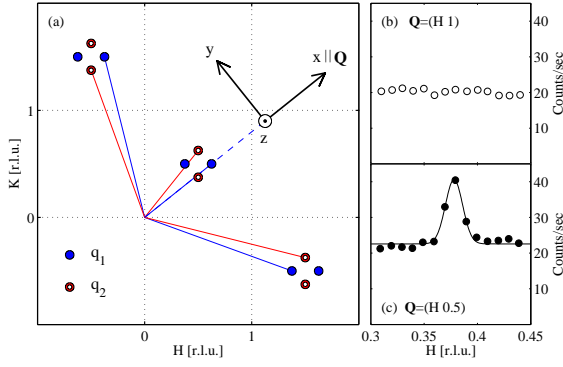 (a)
y
x || Q
z
1
0
K [r.l.u.]
q1
q2
0
1
H [r.l.u.]
(b) Q=(H 1)
40
30
20
10
Counts/sec
40
30
20
10
Counts/sec
(c) Q=(H 0.5)
0.3
0.35
0.4
0.45
H [r.l.u.]